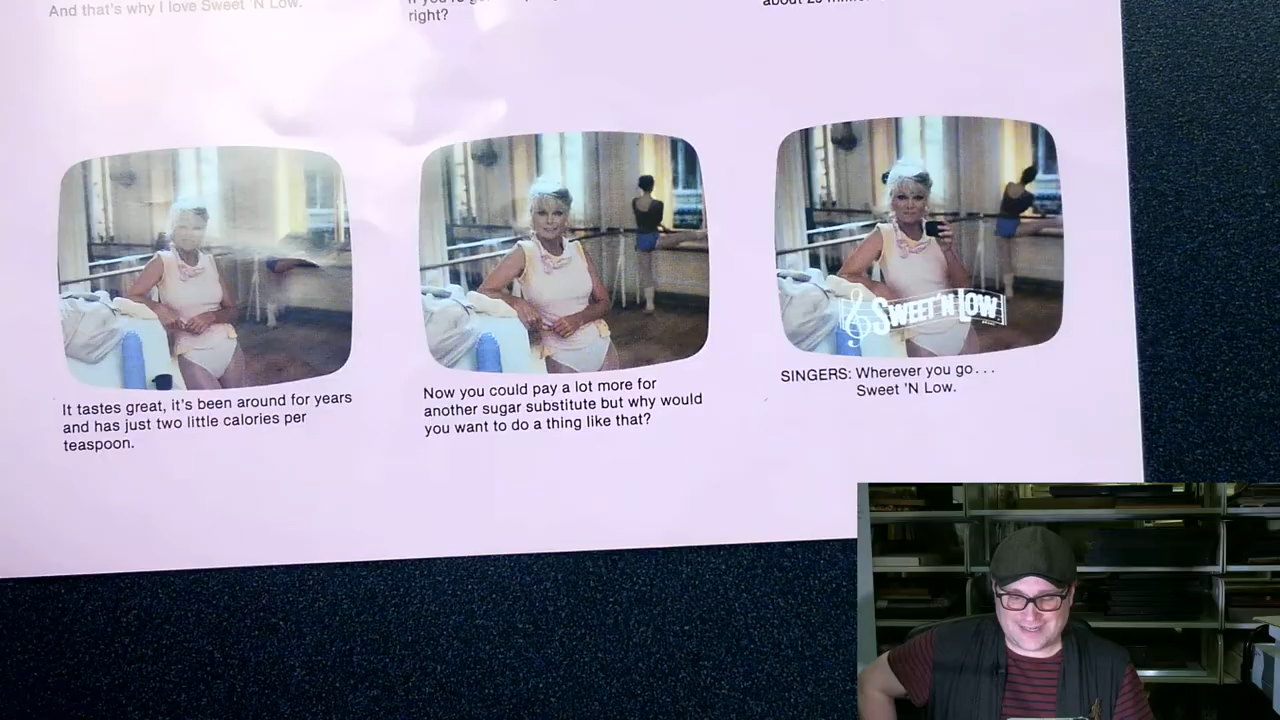 And that's why I love Sweet 'N Low.
right?
It tastes great, it's been around for years
and has just two little calories per
teaspoon.
Now you could pay a lot more for
another sugar substitute but why would
you want to do a thing like that?
SWEET'N LOW
SINGERS: Wherever you go...
Sweet 'N Low.